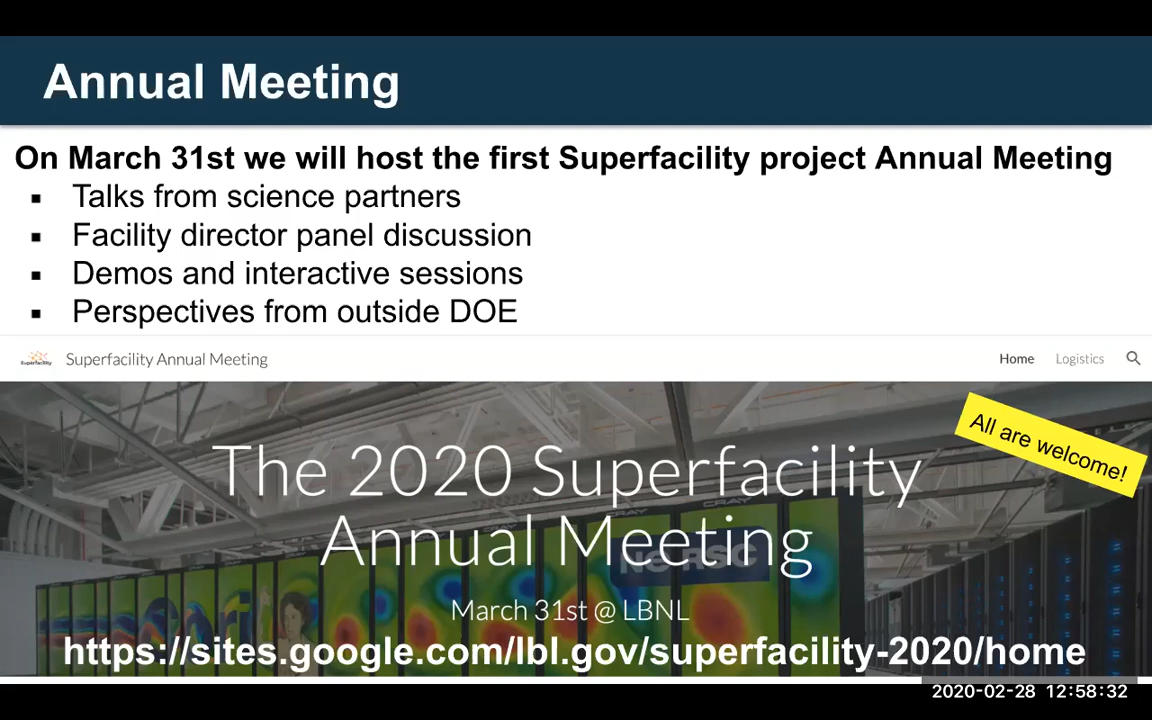 Annual Meeting
On March 31st we will host the first Superfacility project Annual Meeting
▪ Talks from science partners
▪ Facility director panel discussion
▪ Demos and interactive sessions
▪ Perspectives from outside DOE
Superfacility
Superfacility Annual Meeting
Home
Logistics
All are welcome!
The 2020 Superfacility
Annual Meeting
CRAY
March 31st @ LBNL
https://sites.google.com/lbl.gov/superfacility-2020/home
2020-02-28 12:58:32